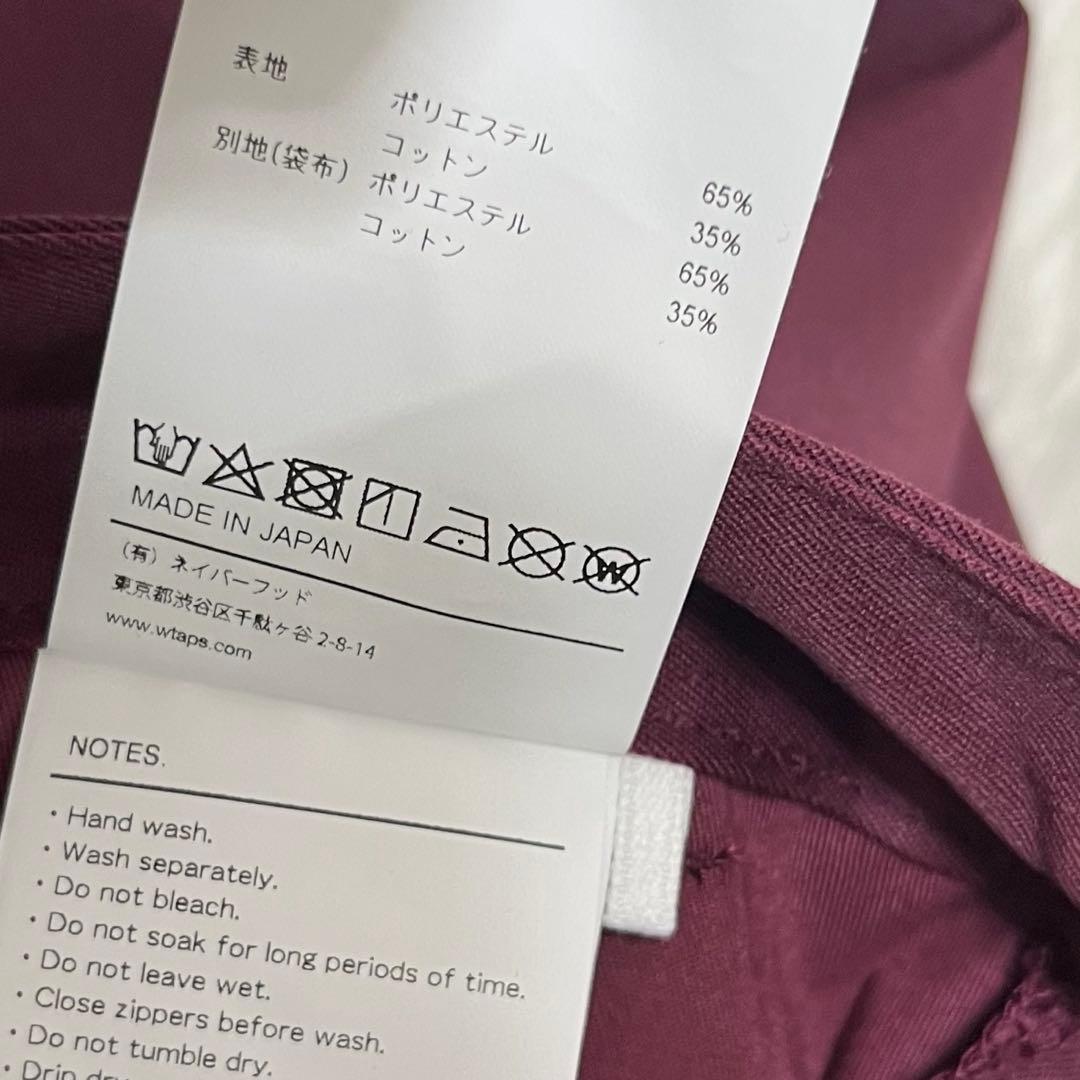 表地
ポリエステル 65%
コットン 35%
別地(袋布) ポリエステル 65%
コットン 35%
MADE IN JAPAN
(有) ネイバーフッド
東京都渋谷区千駄ヶ谷 2-8-14
www.wtaps.com
NOTES.
・Hand wash.
・Wash separately.
・Do not bleach.
・Do not soak for long periods of time.
・Do not leave wet.
・Close zippers before wash.
・Do not tumble dry.
・Drip